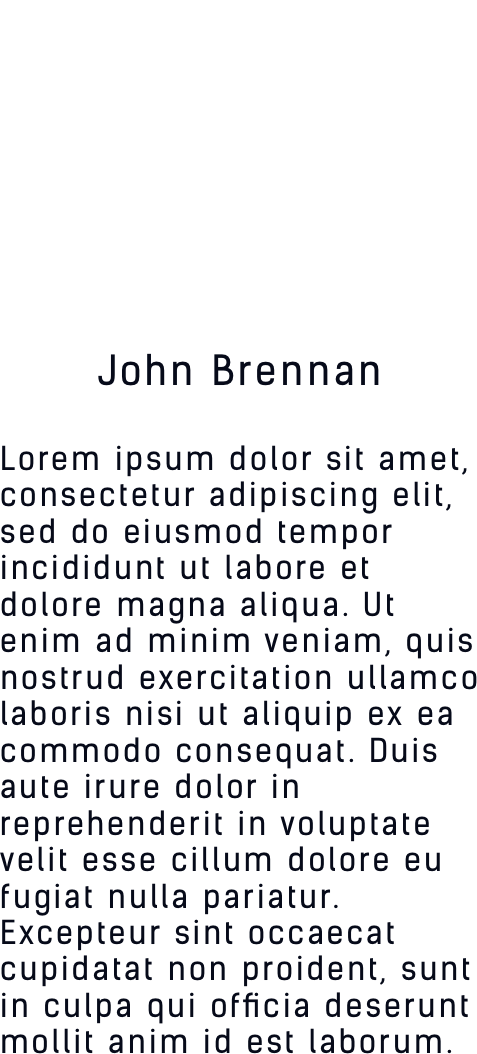 John Brennan
Lorem ipsum dolor sit amet,
consectetur adipiscing elit,
sed do eiusmod tempor
incididunt ut labore et
dolore magna aliqua. Ut
enim ad minim veniam, quis
nostrud exercitation ullamco
laboris nisi ut aliquip ex ea
commodo consequat. Duis
aute irure dolor in
reprehenderit in voluptate
velit esse cillum dolore eu
fugiat nulla pariatur.
Excepteur sint occaecat
cupidatat non proident, sunt
in culpa qui officia deserunt
mollit anim id est laborum.